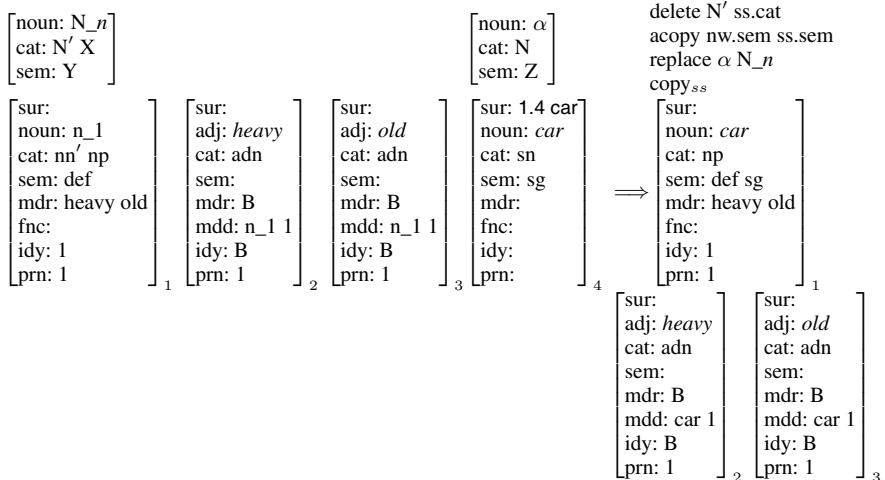 delete N′ ss.cat
[noun: N_n] [noun: α] acopy nw.sem ss.sem
cat: N′ X cat: N replace α N_n
sem: Y sem: Z copy_ss
sur: sur: sur: sur: 1.4 car sur:
noun: n_1 adj: heavy adj: old noun: car noun: car
cat: nn′ np cat: adn cat: adn cat: sn cat: np
sem: def sem: sem: sem: sg ⟹ sem: def sg
mdr: heavy old mdr: B mdr: B mdr: mdr: heavy old
fnc: mdd: n_1 1 mdd: n_1 1 fnc: fnc:
idy: 1 idy: B idy: B idy: idy: 1
prn: 1 prn: 1 prn: 1 prn: prn: 1
1 2 3 4 1
sur: sur:
adj: heavy adj: old
cat: adn cat: adn
sem: sem:
mdr: B mdr: B
mdd: car 1 mdd: car 1
idy: B idy: B
prn: 1 prn: 1
2 3